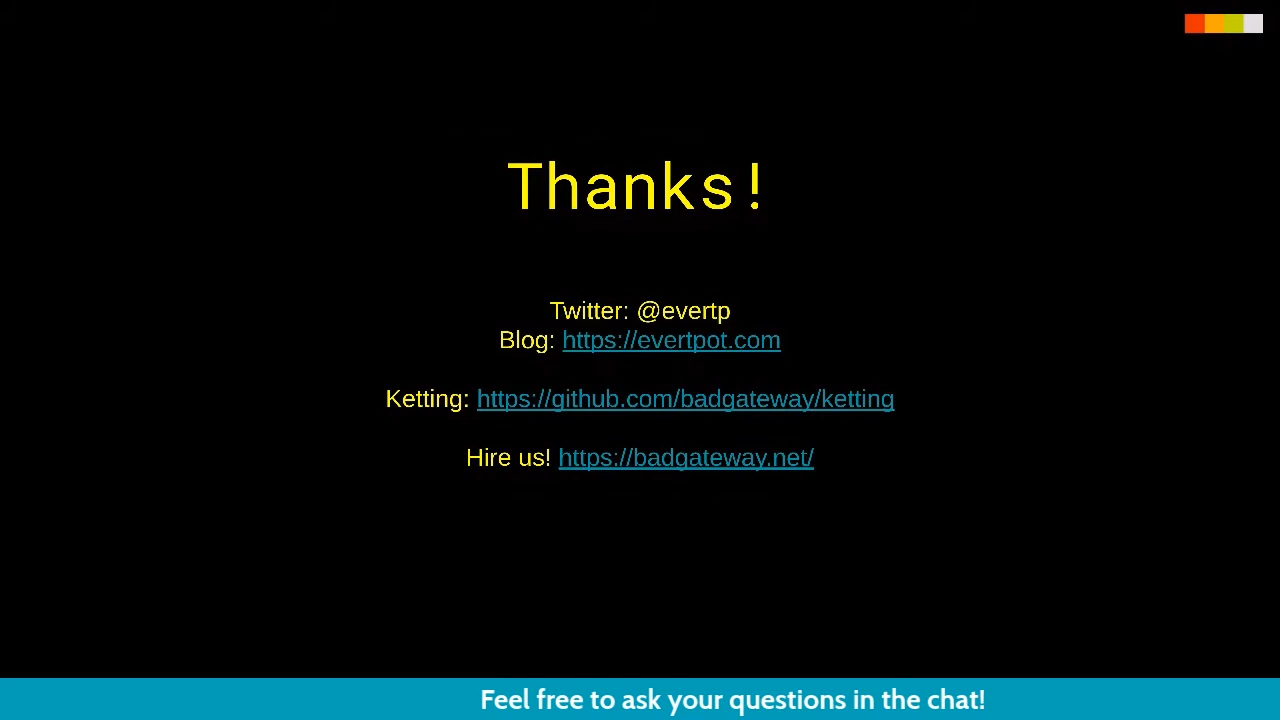 Thanks!
Twitter: @evertp
Blog: https://evertpot.com
Ketting: https://github.com/badgateway/ketting
Hire us! https://badgateway.net/
Feel free to ask your questions in the chat!